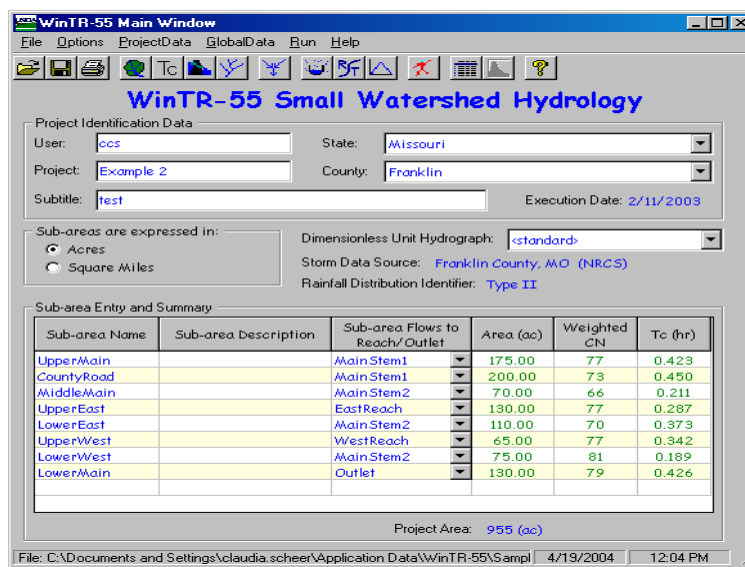 WinTR-55 Main Window
File Options ProjectData GlobalData Run Help
Tc
WinTR-55 Small Watershed Hydrology
Project Identification Data
User: ccs State: Missouri
Project: Example 2 County: Franklin
Subtitle: test Execution Date: 2/11/2003
Sub-areas are expressed in:
Acres
Square Miles
Dimensionless Unit Hydrograph: <standard>
Storm Data Source: Franklin County, MO (NRCS)
Rainfall Distribution Identifier: Type II
Sub-area Entry and Summary
Sub-area Name Sub-area Description Sub-area Flows to Reach/Outlet Area (ac) Weighted CN Tc (hr)
UpperMain MainStem1 175.00 77 0.423
CountyRoad MainStem1 200.00 73 0.450
MiddleMain MainStem2 70.00 66 0.211
UpperEast EastReach 130.00 77 0.287
LowerEast MainStem2 110.00 70 0.373
UpperWest WestReach 65.00 77 0.342
LowerWest MainStem2 75.00 81 0.189
LowerMain Outlet 130.00 79 0.426
Project Area: 955 (ac)
File: C:\Documents and Settings\claudia.scheer\Application Data\WinTR-55\Sampl 4/19/2004 12:04 PM